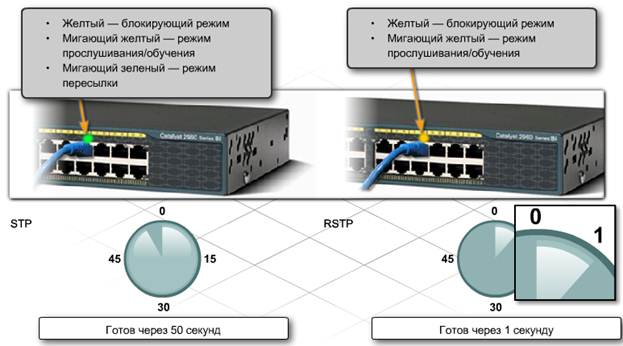 • Желтый — блокирующий режим
• Мигающий желтый — режим
прослушивания/обучения
• Мигающий зеленый — режим
пересылки
• Желтый — блокирующий режим
• Мигающий желтый — режим
прослушивания/обучения
Catalyst 2960 Series
Catalyst 2960 Series
STP
0
15
30
45
Готов через 50 секунд
RSTP
0
45
30
0
1
Готов через 1 секунду